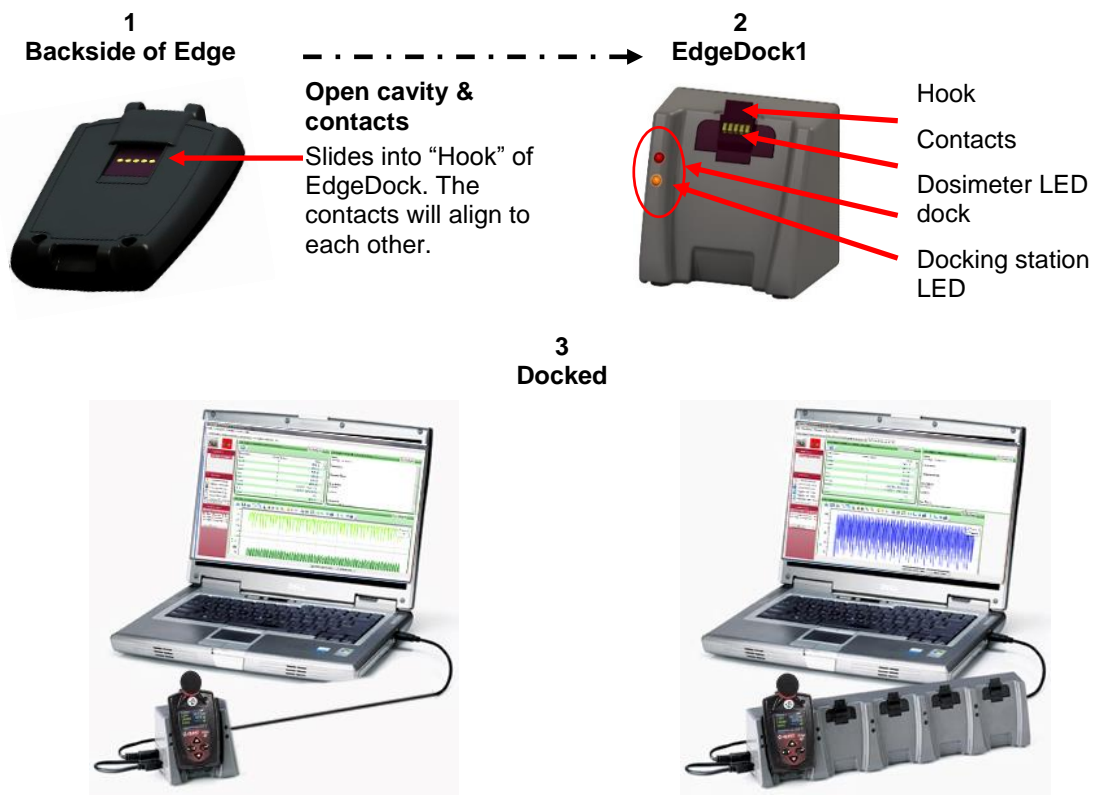 1
Backside of Edge
2
EdgeDock1
Open cavity &
contacts
Slides into “Hook” of
EdgeDock. The
contacts will align to
each other.
Hook
Contacts
Dosimeter LED
dock
Docking station
LED
3
Docked